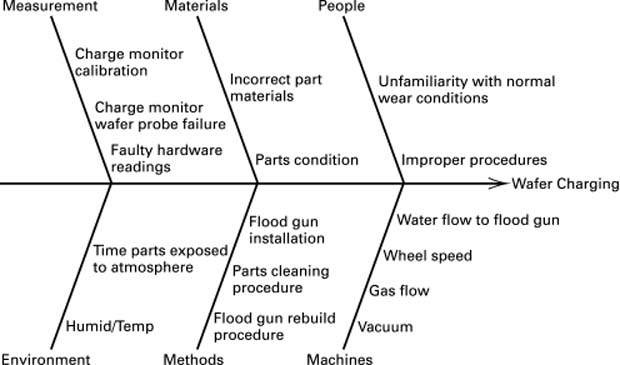 Measurement
Materials
People
Charge monitor
calibration
Charge monitor
wafer probe failure
Faulty hardware
readings
Incorrect part
materials
Parts condition
Unfamiliarity with normal
wear conditions
Improper procedures
Wafer Charging
Time parts exposed
to atmosphere
Humid/Temp
Flood gun
installation
Parts cleaning
procedure
Flood gun rebuild
procedure
Water flow to flood gun
Wheel speed
Gas flow
Vacuum
Environment
Methods
Machines